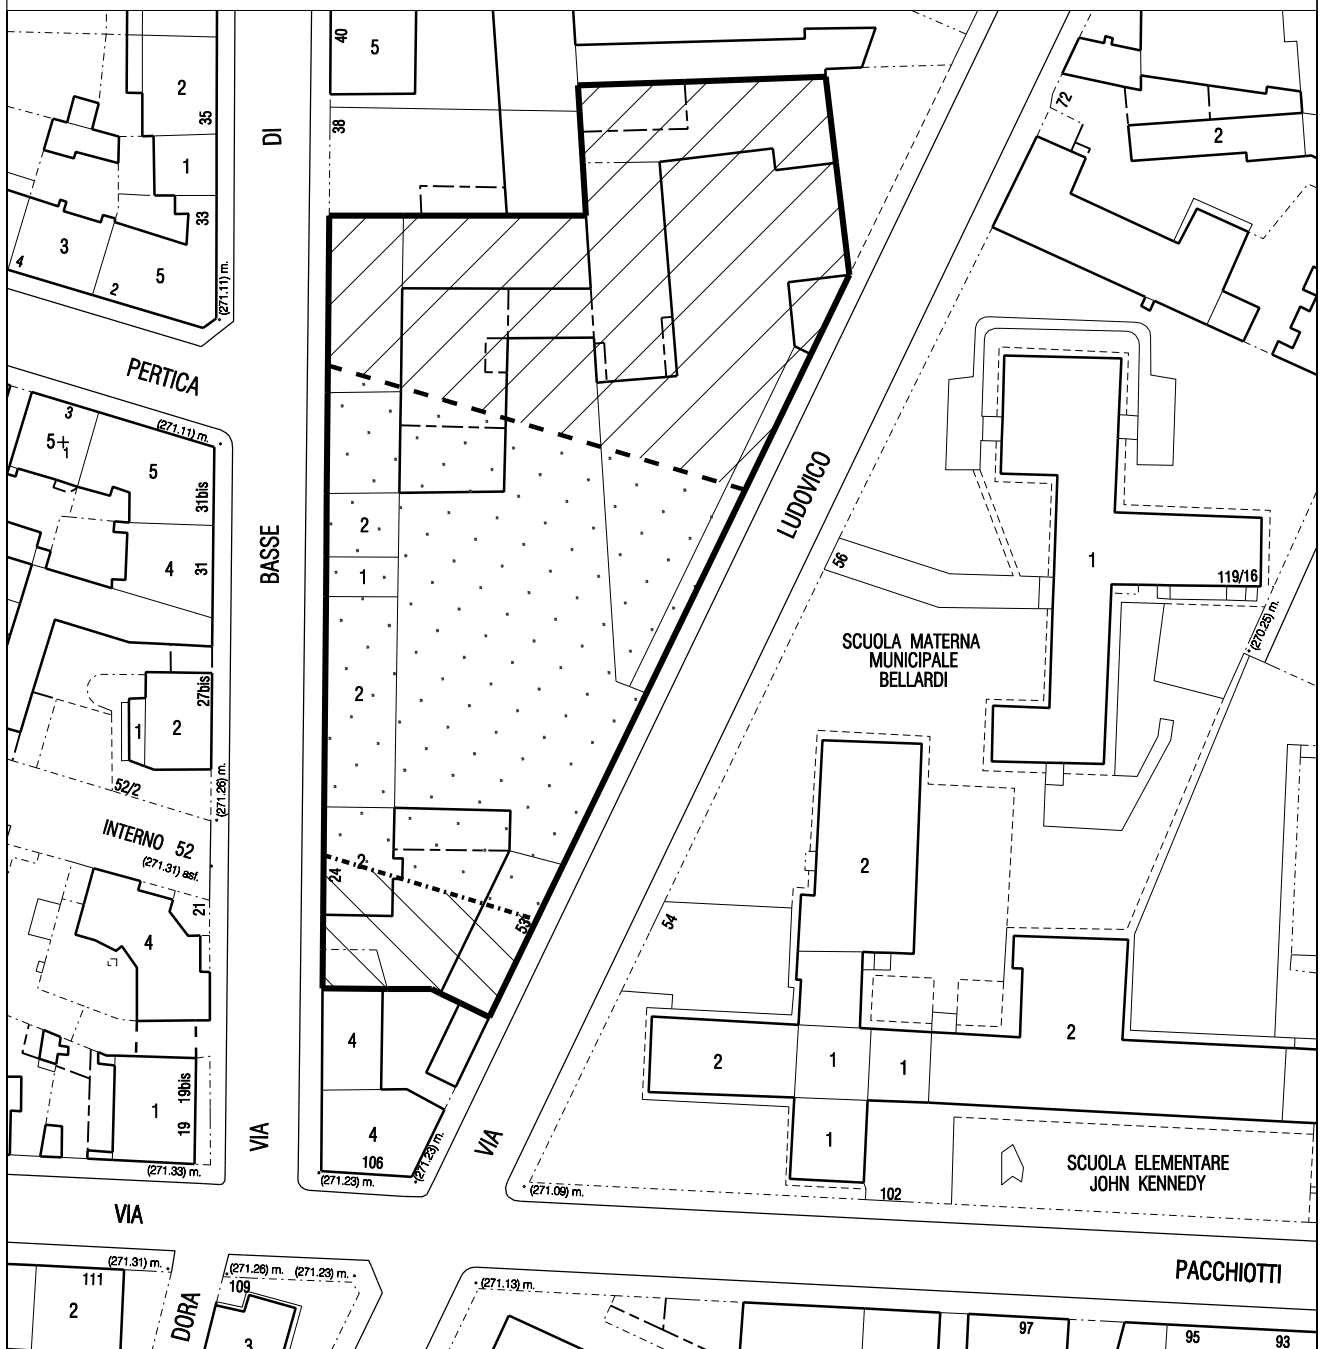 40
5
2
35
DI
38
72
2
1
33
3
4
5
2
(271.11) m.
PERTICA
3
(271.11) m.
5+1
5
31bis
LUDOVICO
2
BASSE
4
31
1
56
1
119/16
(270.25) m.
SCUOLA MATERNA
MUNICIPALE
BELLARDI
27bis
1
2
2
52/2
(271.26) m.
INTERNO 52
(271.31) asf.
2
24
2
21
53
54
4
4
2
1
1
2
19bis
1
19
4
106
VIA
(271.23) m.
VIA
1
(271.33) m.
(271.23) m.
(271.09) m.
102
SCUOLA ELEMENTARE
JOHN KENNEDY
VIA
(271.31) m.
111
(271.26) m.
(271.23) m.
109
(271.13) m.
PACCHIOTTI
2
DORA
3
97
95
93